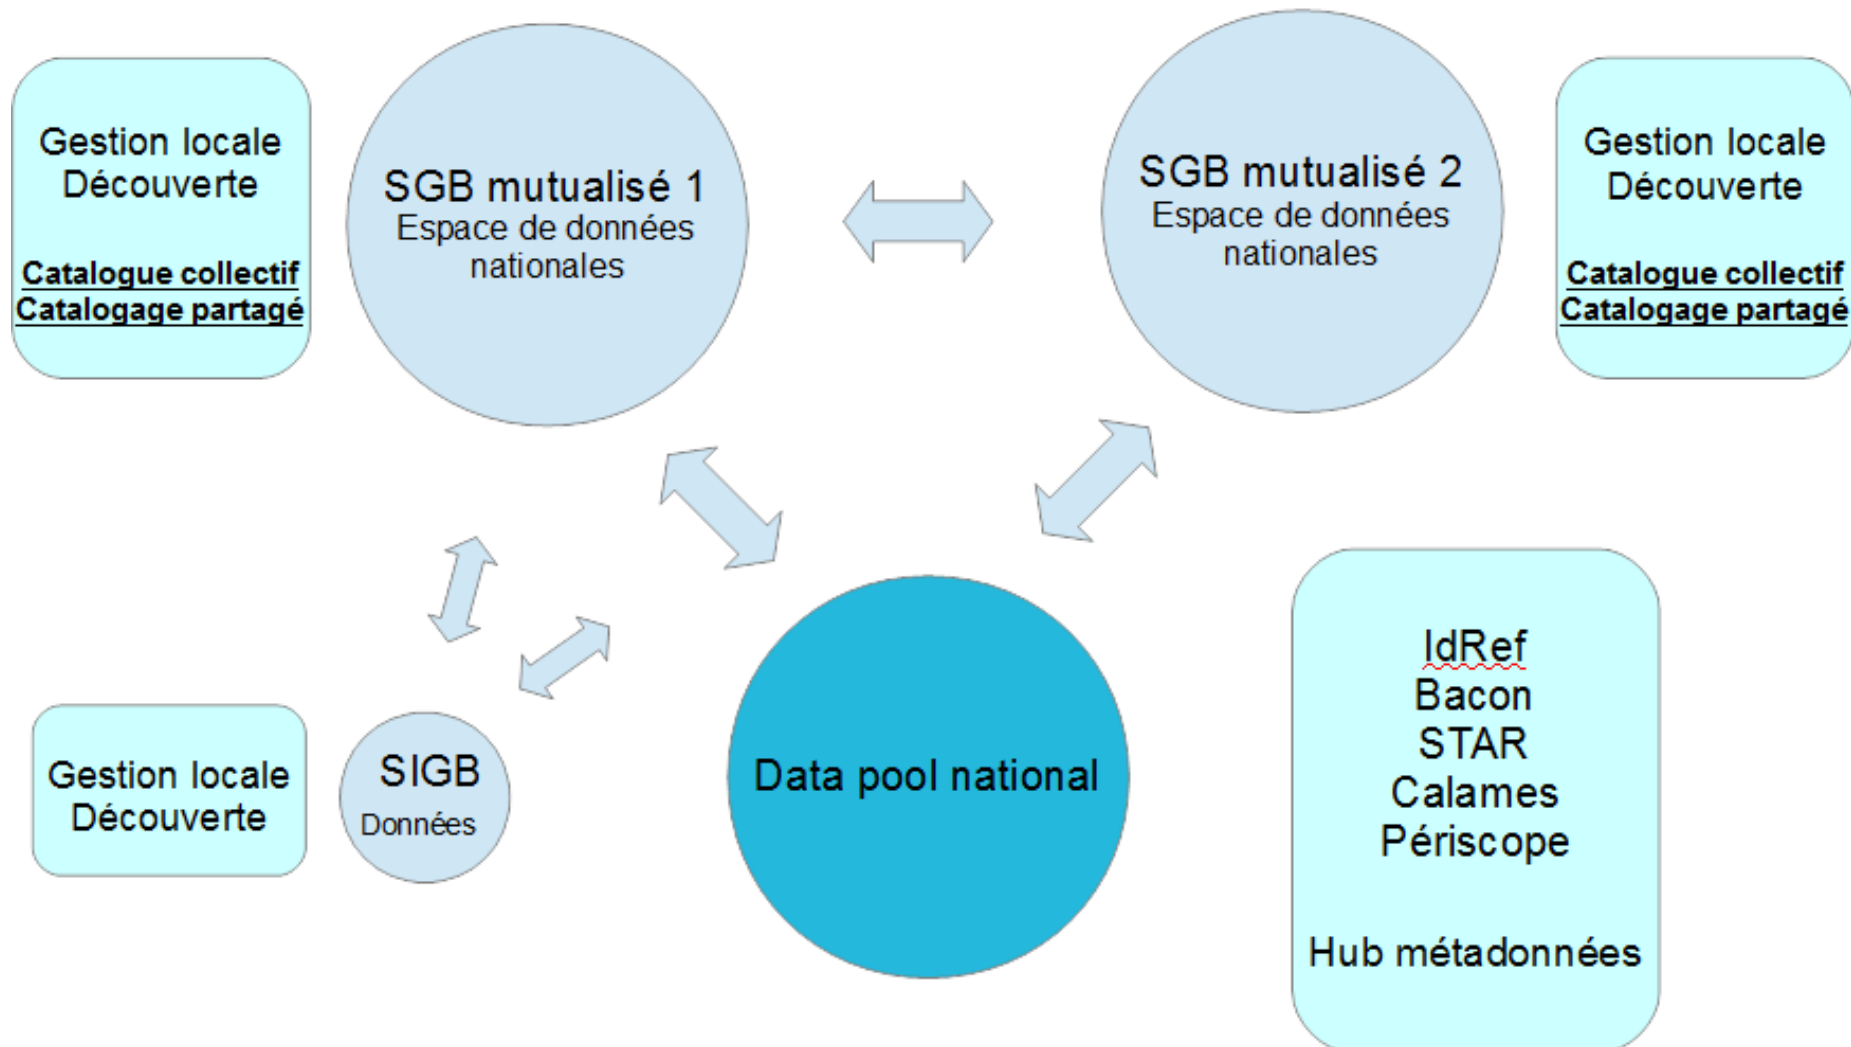 Gestion locale
Découverte
Catalogue collectif
Catalogage partagé
SGB mutualisé 1
Espace de données
nationales
SGB mutualisé 2
Espace de données
nationales
Gestion locale
Découverte
Catalogue collectif
Catalogage partagé
Gestion locale
Découverte
SIGB
Données
Data pool national
IdRef
Bacon
STAR
Calames
Périscope
Hub métadonnées